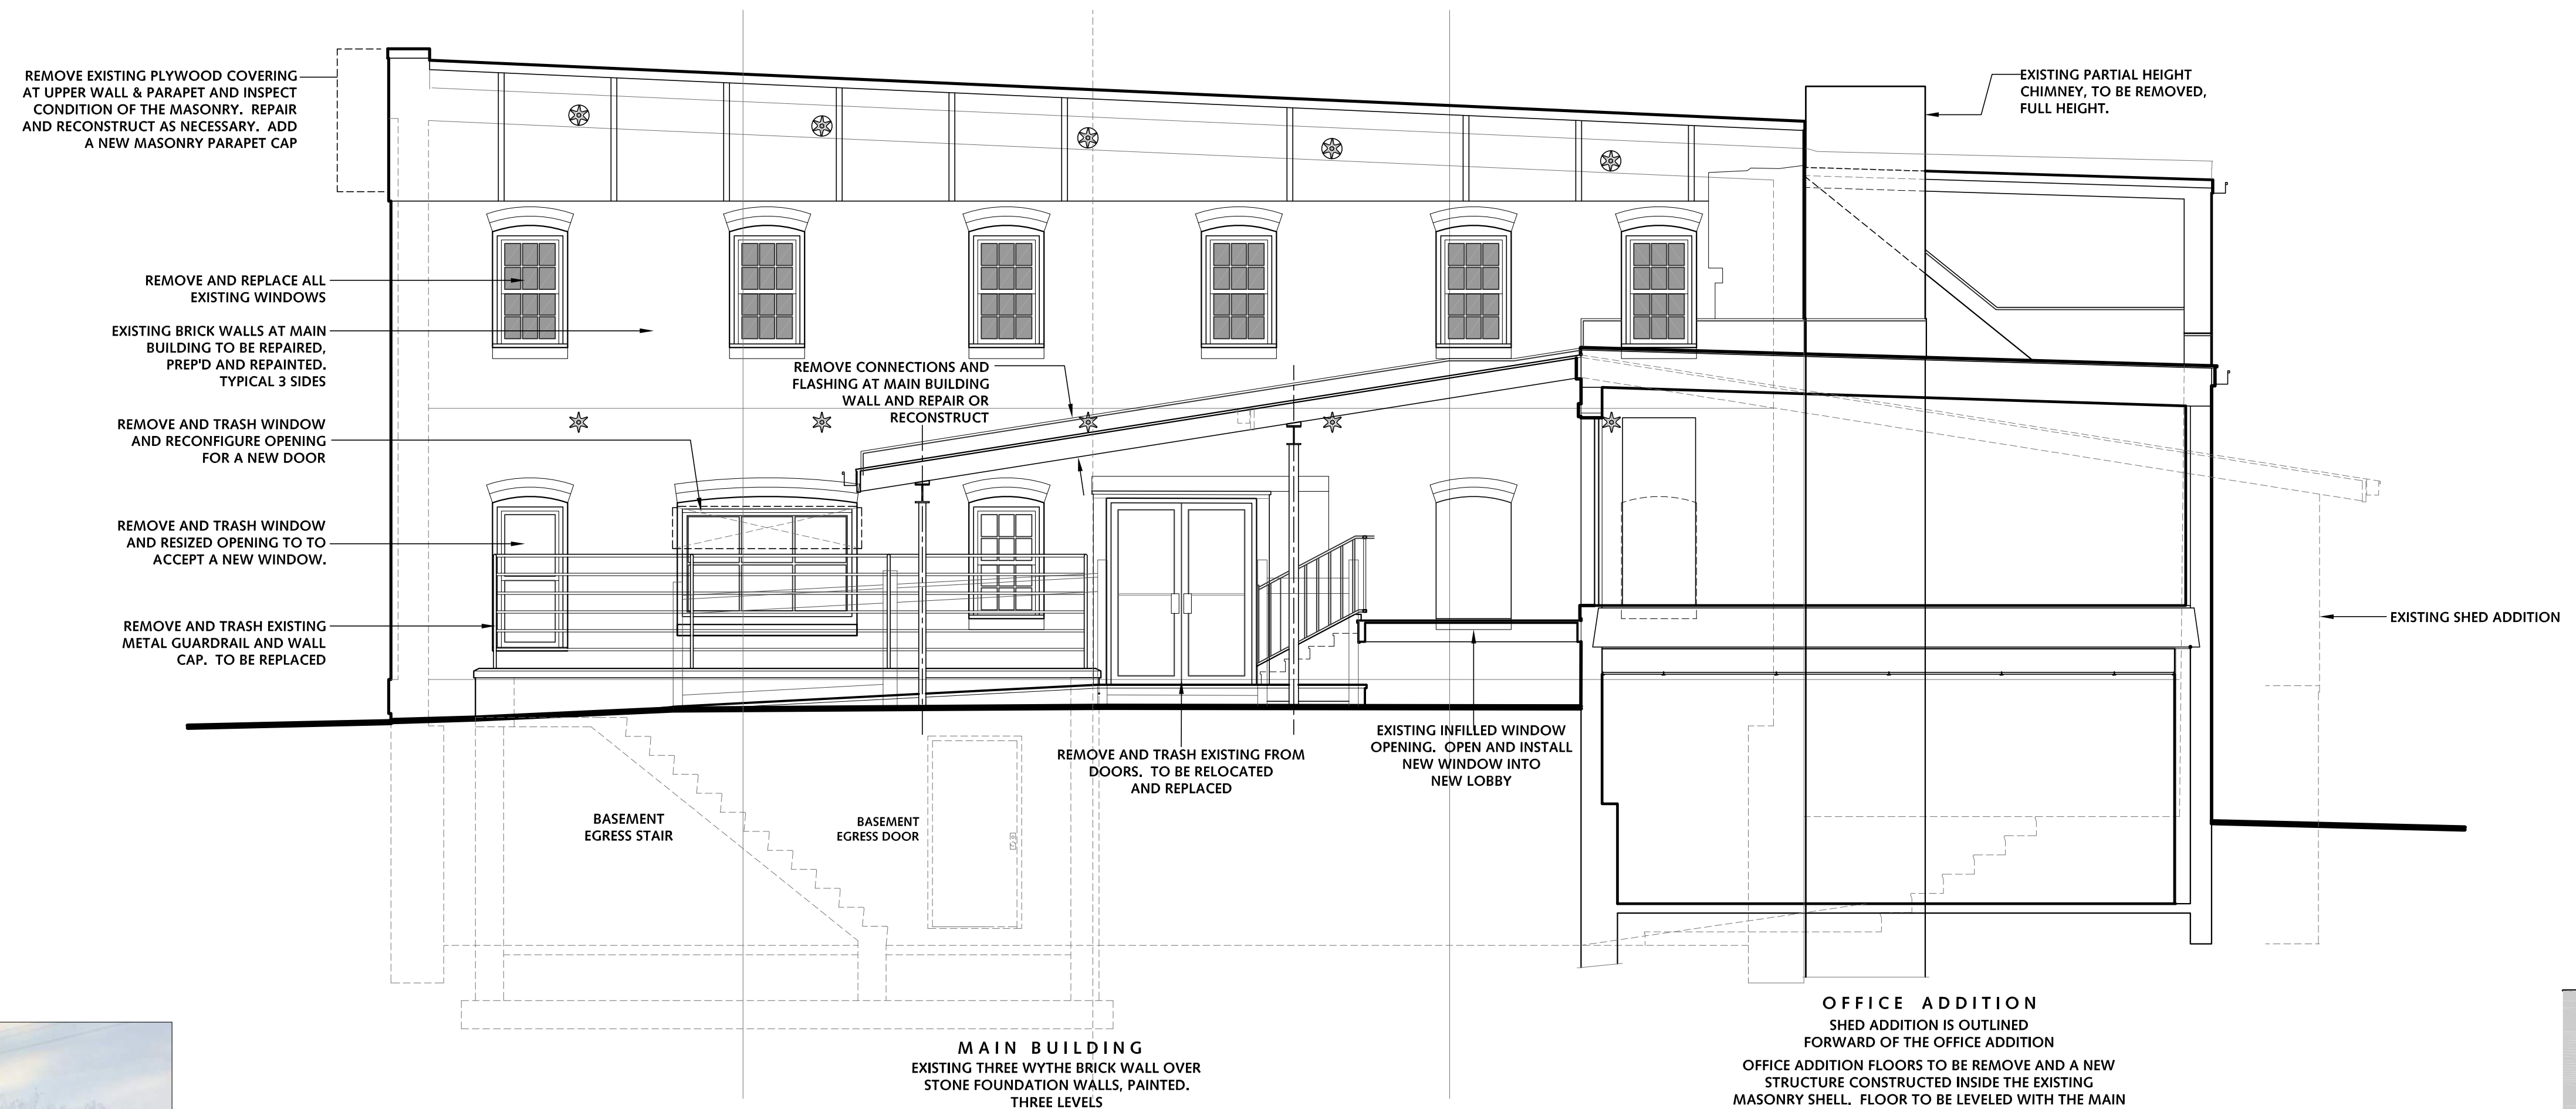 REMOVE EXISTING PLYWOOD COVERING
AT UPPER WALL & PARAPET AND INSPECT
CONDITION OF THE MASONRY. REPAIR
AND RECONSTRUCT AS NECESSARY. ADD
A NEW MASONRY PARAPET CAP
EXISTING PARTIAL HEIGHT
CHIMNEY, TO BE REMOVED,
FULL HEIGHT.
REMOVE AND REPLACE ALL
EXISTING WINDOWS
EXISTING BRICK WALLS AT MAIN
BUILDING TO BE REPAIRED,
PREP'D AND REPAINTED.
TYPICAL 3 SIDES
REMOVE CONNECTIONS AND
FLASHING AT MAIN BUILDING
WALL AND REPAIR OR
RECONSTRUCT
REMOVE AND TRASH WINDOW
AND RECONFIGURE OPENING
FOR A NEW DOOR
REMOVE AND TRASH WINDOW
AND RESIZED OPENING TO TO
ACCEPT A NEW WINDOW.
REMOVE AND TRASH EXISTING
METAL GUARDRAIL AND WALL
CAP. TO BE REPLACED
EXISTING SHED ADDITION
REMOVE AND TRASH EXISTING FROM
DOORS. TO BE RELOCATED
AND REPLACED
EXISTING INFILLED WINDOW
OPENING. OPEN AND INSTALL
NEW WINDOW INTO
NEW LOBBY
BASEMENT
EGRESS STAIR
BASEMENT
EGRESS DOOR
MAIN BUILDING
EXISTING THREE WYTHE BRICK WALL OVER
STONE FOUNDATION WALLS, PAINTED.
THREE LEVELS
OFFICE ADDITION
SHED ADDITION IS OUTLINED
FORWARD OF THE OFFICE ADDITION
OFFICE ADDITION FLOORS TO BE REMOVE AND A NEW
STRUCTURE CONSTRUCTED INSIDE THE EXISTING
MASONRY SHELL. FLOOR TO BE LEVELED WITH THE MAIN